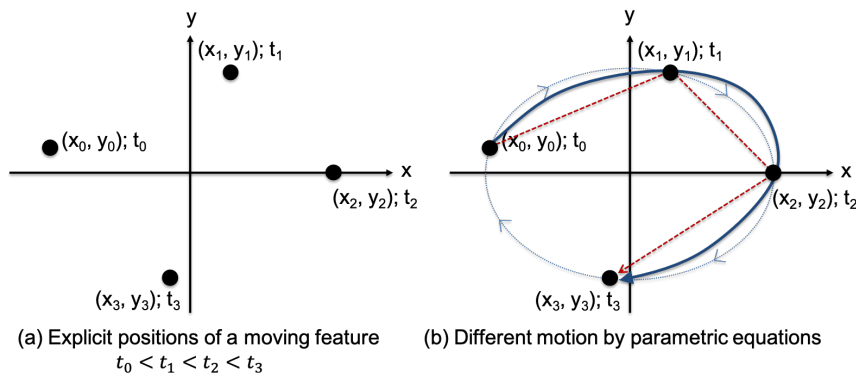 y
(x₁, y₁); t₁
(x₀, y₀); t₀
x
(x₂, y₂); t₂
(x₃, y₃); t₃
(a) Explicit positions of a moving feature
t₀ < t₁ < t₂ < t₃
y
(x₁, y₁); t₁
(x₀, y₀); t₀
x
(x₂, y₂); t₂
(x₃, y₃); t₃
(b) Different motion by parametric equations